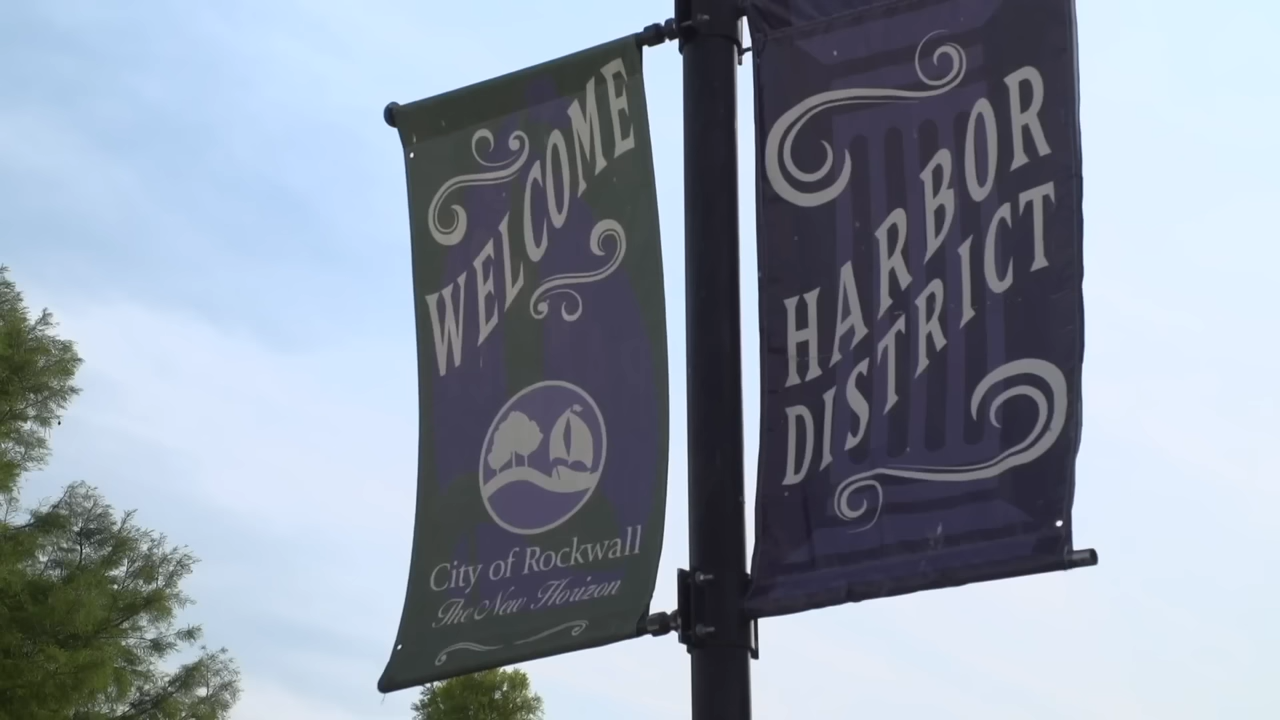 WELCOME
City of Rockwall
The New Horizon
HARBOR
DISTRICT